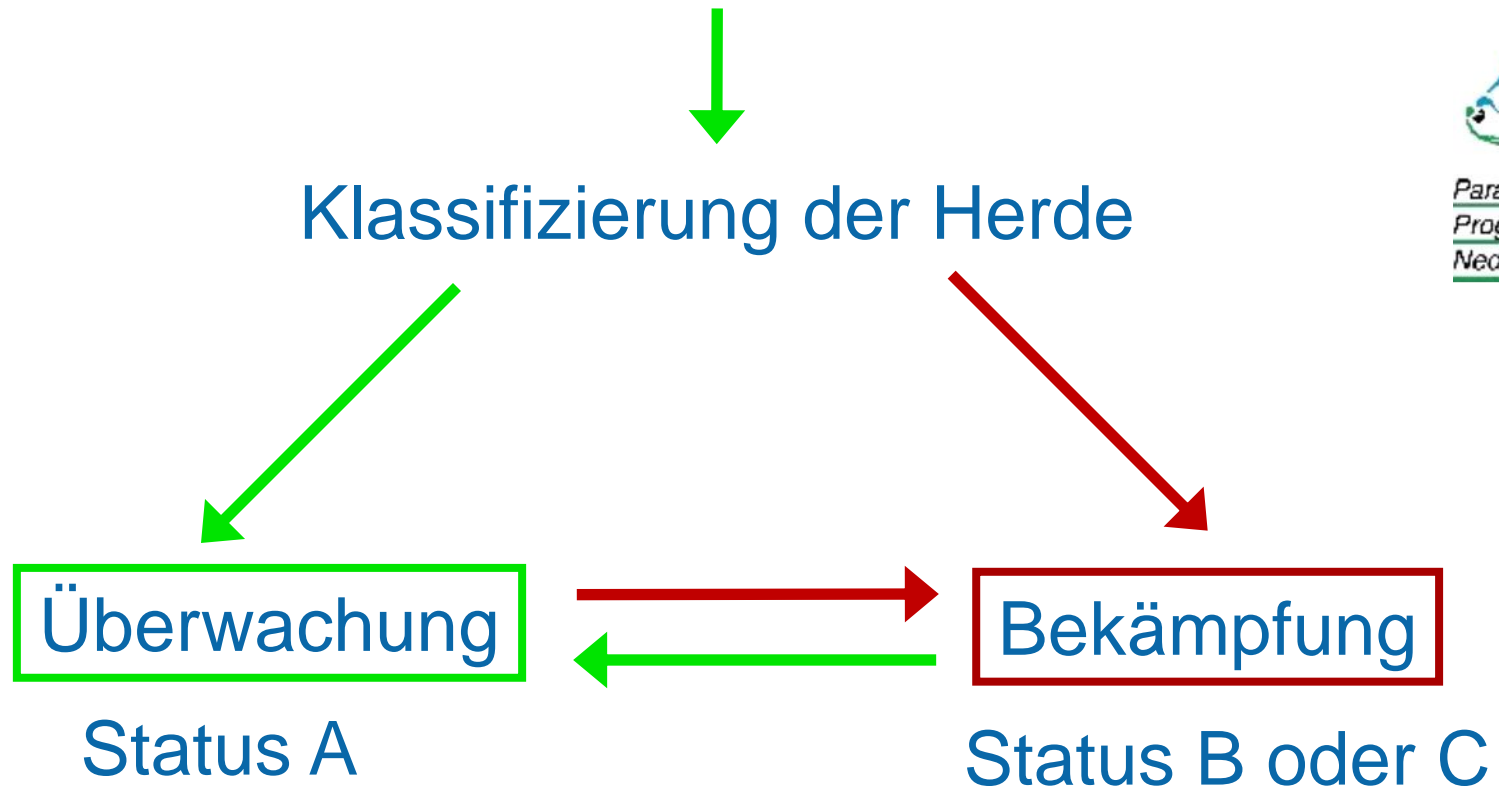 Klassifizierung der Herde
Überwachung
Bekämpfung
Status A
Status B oder C